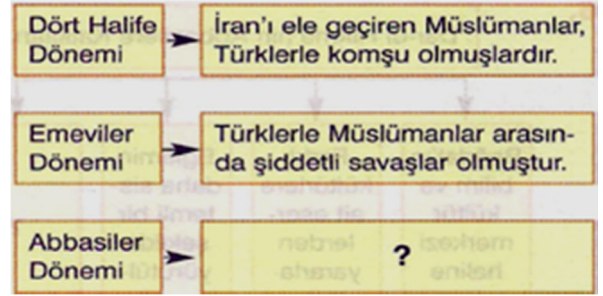 Dört Halife
Dönemi
İran'ı ele geçiren Müslümanlar,
Türklerle komşu olmuşlardır.
Emeviler
Dönemi
Türklerle Müslümanlar arasın-
da şiddetli savaşlar olmuştur.
Abbasiler
Dönemi
?